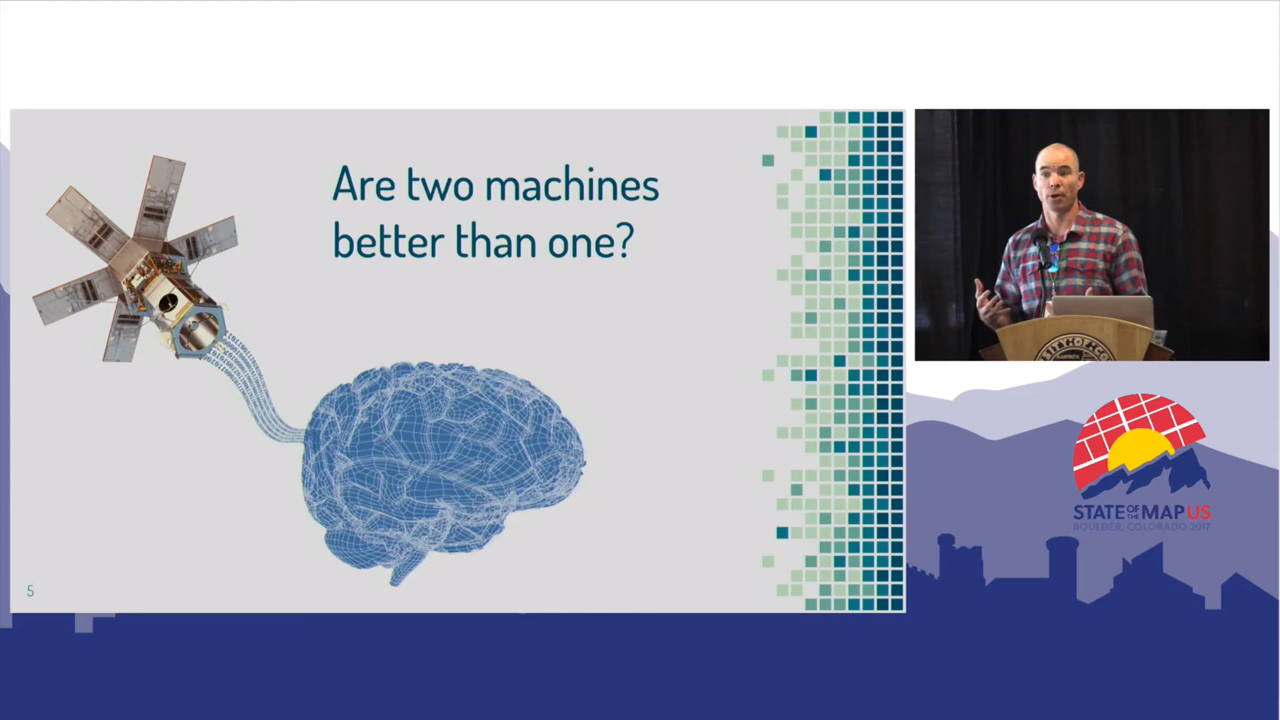 Are two machines
better than one?
5
STATE OF THE MAP US
BOULDER, COLORADO 2017